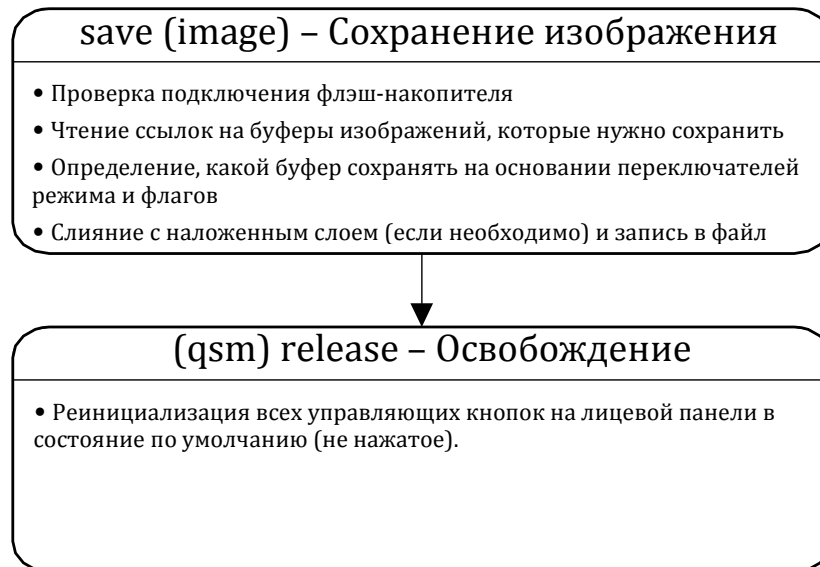 save (image) – Сохранение изображения
• Проверка подключения флэш-накопителя
• Чтение ссылок на буферы изображений, которые нужно сохранить
• Определение, какой буфер сохранять на основании переключателей
режима и флагов
• Слияние с наложенным слоем (если необходимо) и запись в файл
(qsm) release – Освобождение
• Реинициализация всех управляющих кнопок на лицевой панели в
состояние по умолчанию (не нажатое).